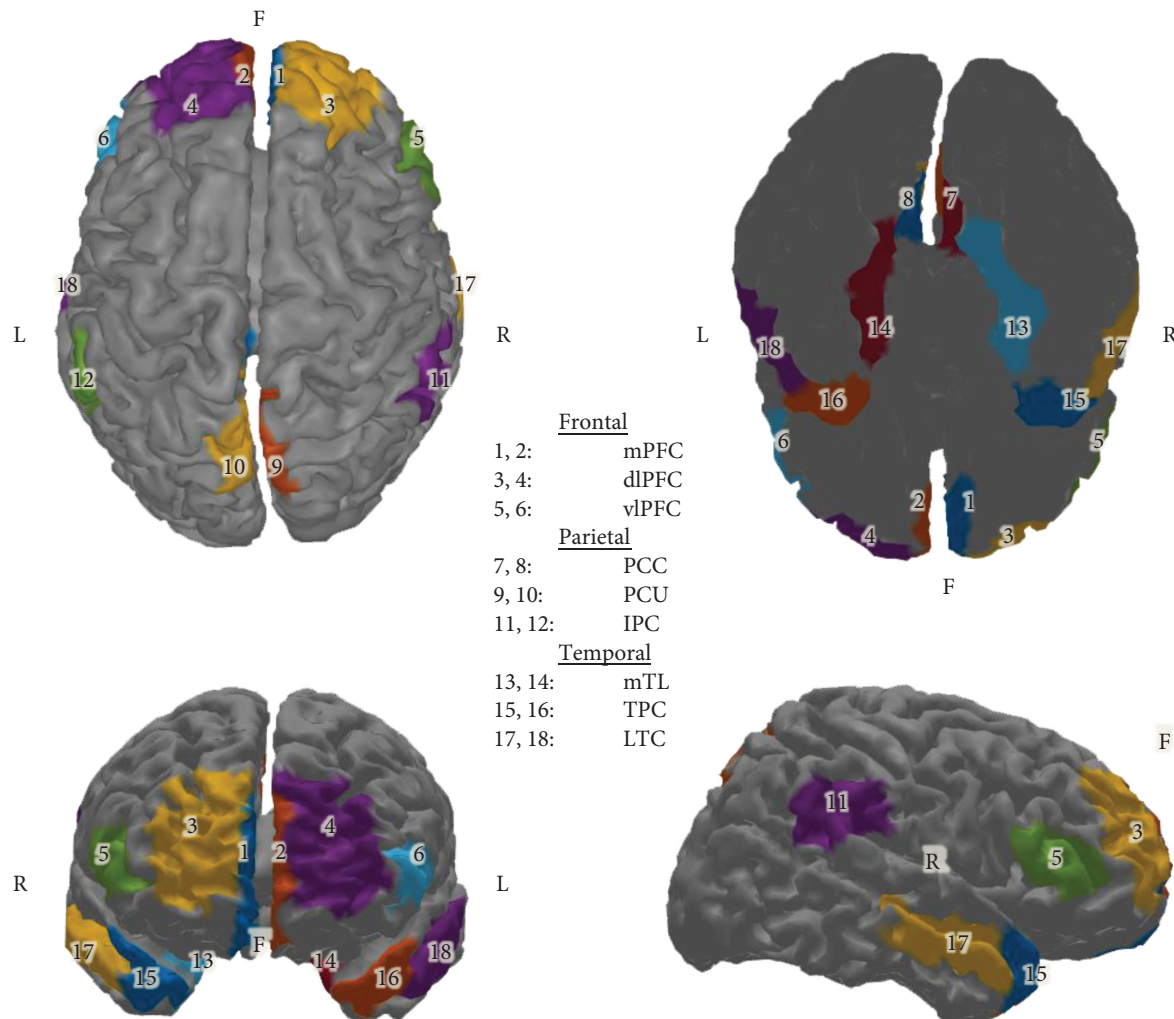 F
2 1
4 3
6 5
18 17
L R
12 11
10 9
8 7
14 13
L R
18 17
16 15
6 5
2 1
4 3
F
Frontal
1, 2: mPFC
3, 4: dlPFC
5, 6: vlPFC
Parietal
7, 8: PCC
9, 10: PCU
11, 12: IPC
Temporal
13, 14: mTL
15, 16: TPC
17, 18: LTC
3 4
5 1 2 6
R L
F
17 13 14 18
15 16
F
11
3
R 5
17
15